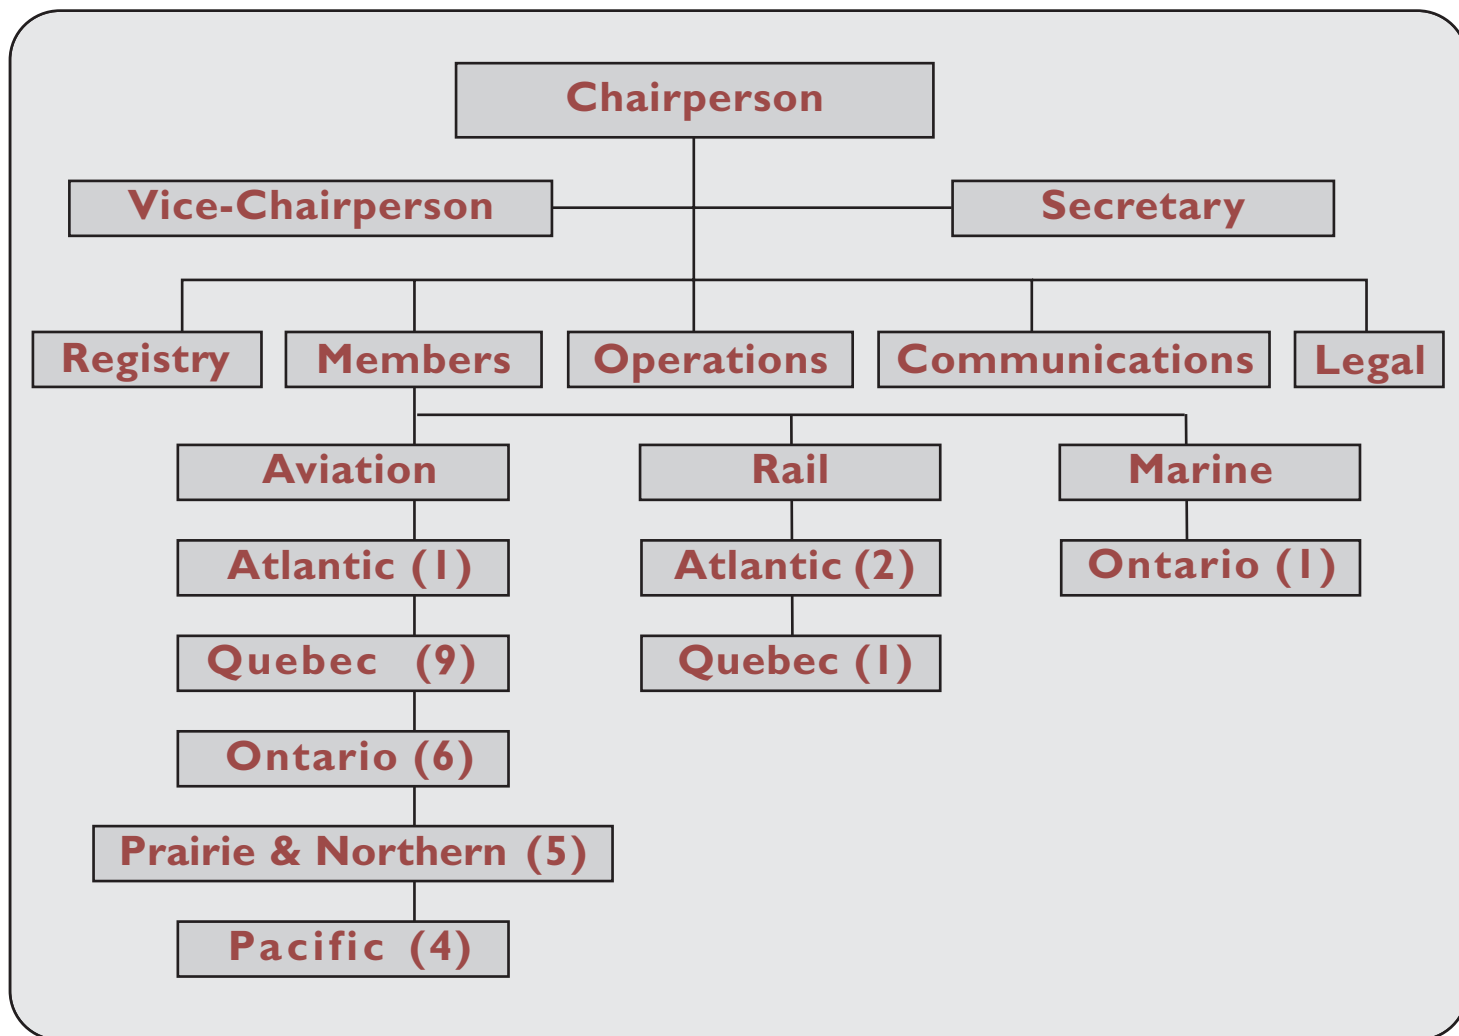 Chairperson
Vice-Chairperson
Secretary
Registry
Members
Operations
Communications
Legal
Aviation
Rail
Marine
Atlantic (1)
Atlantic (2)
Ontario (1)
Quebec (9)
Quebec (1)
Ontario (6)
Prairie & Northern (5)
Pacific (4)